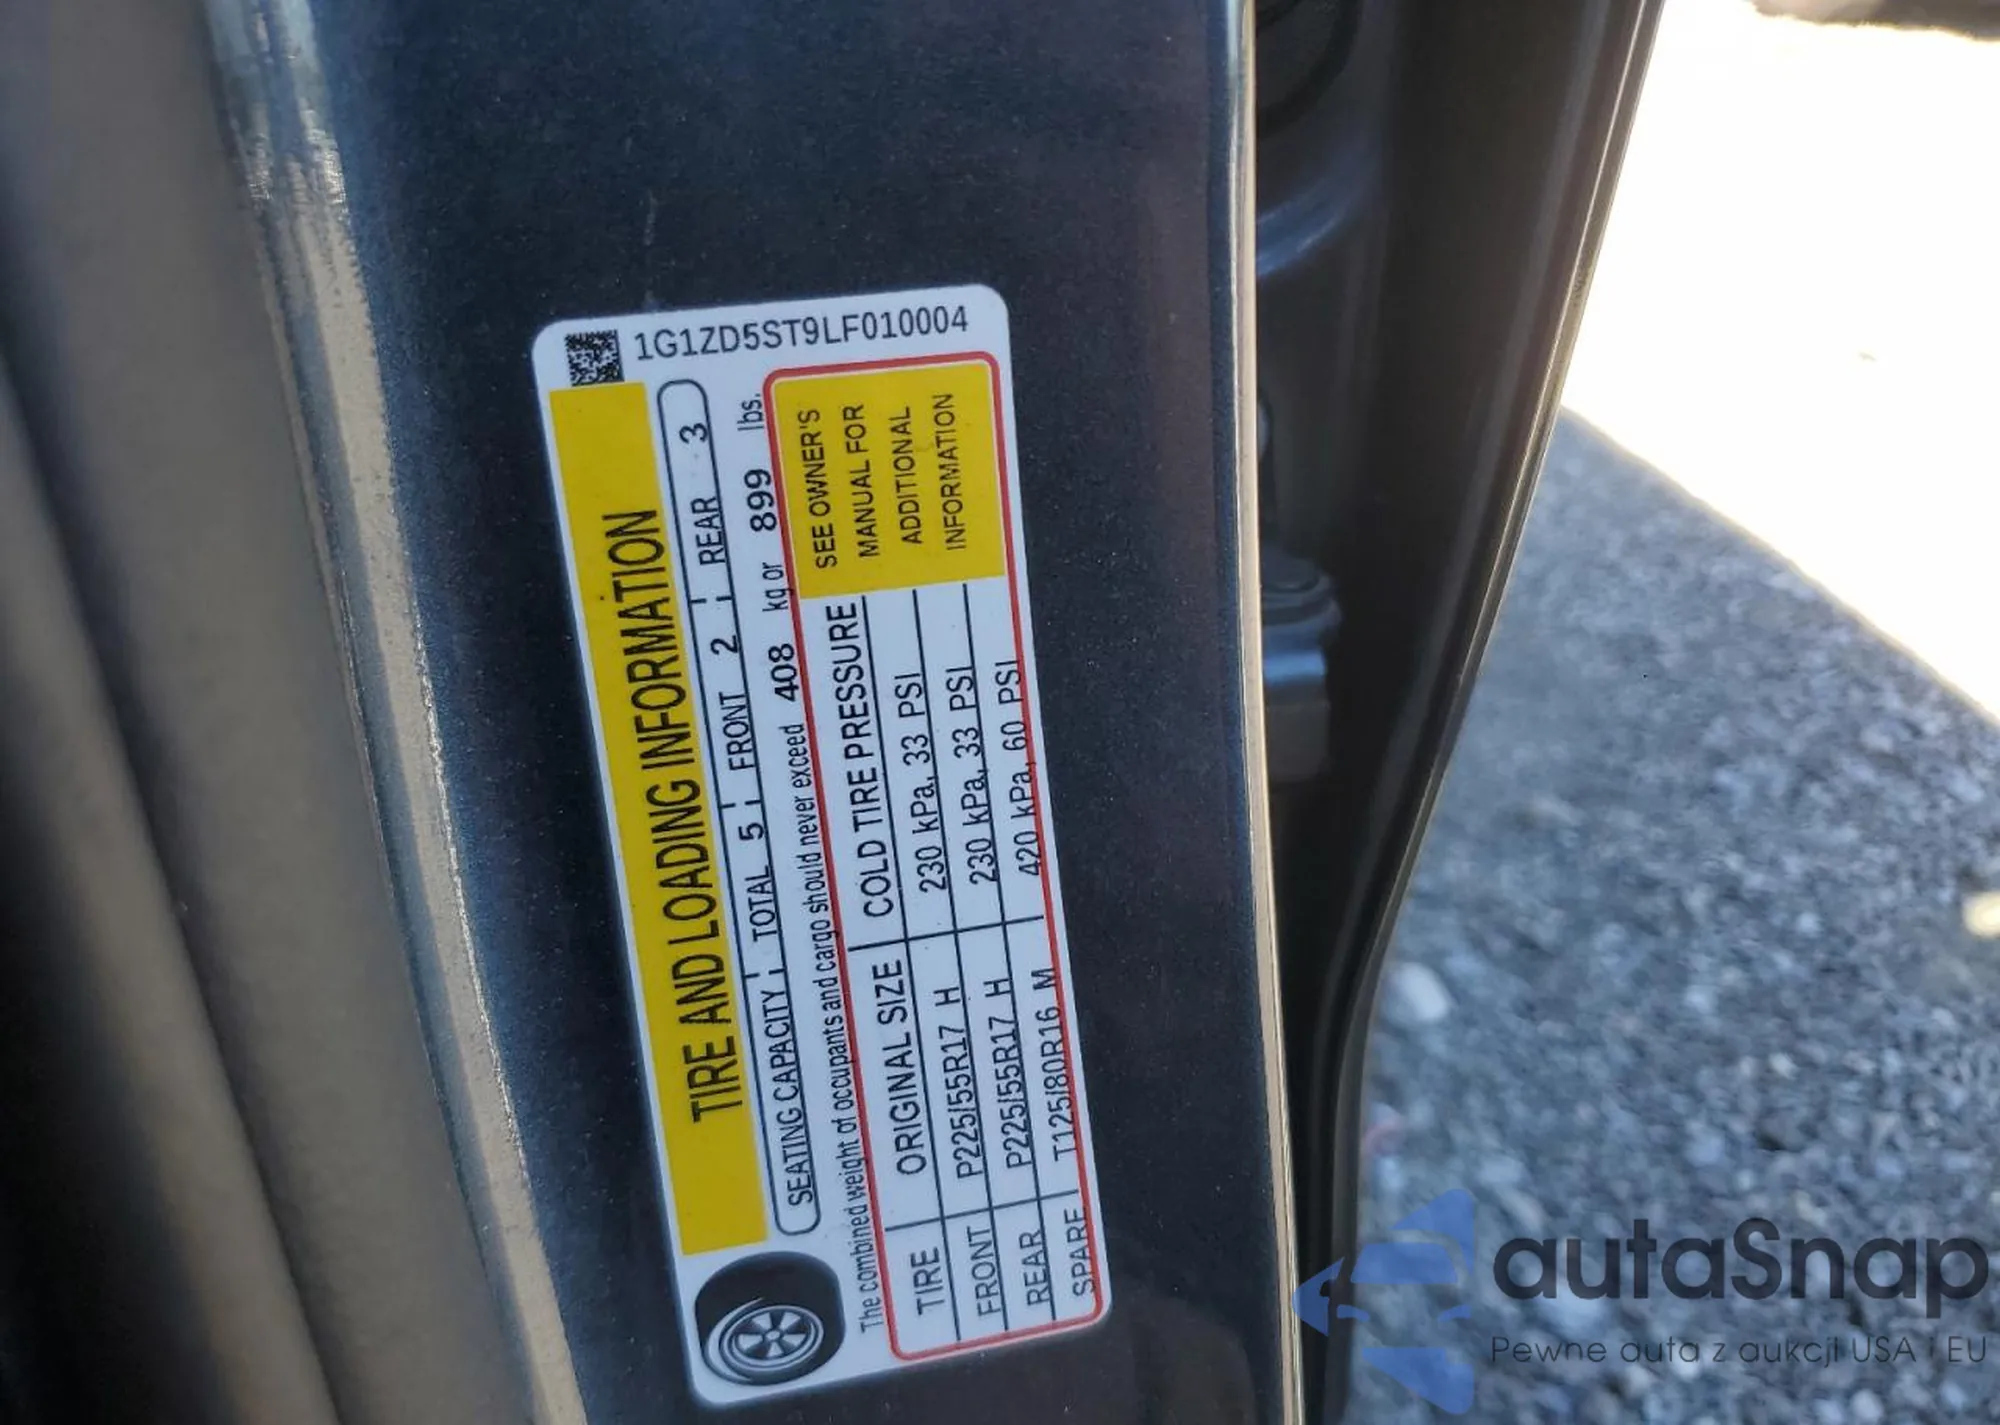 1G1ZD5ST9LF010004
TIRE AND LOADING INFORMATION
SEATING CAPACITY TOTAL 5 FRONT 2 REAR 3
The combined weight of occupants and cargo should never exceed 408 kg or 899 lbs.
TIRE ORIGINAL SIZE COLD TIRE PRESSURE
FRONT P225/55R17 H 230 kPa, 33 PSI
REAR P225/55R17 H 230 kPa, 33 PSI
SPARE T125/80R16 M 420 kPa, 60 PSI
SEE OWNER'S
MANUAL FOR
ADDITIONAL
INFORMATION
autaSnap
Pewne auta z aukcji USA i EU